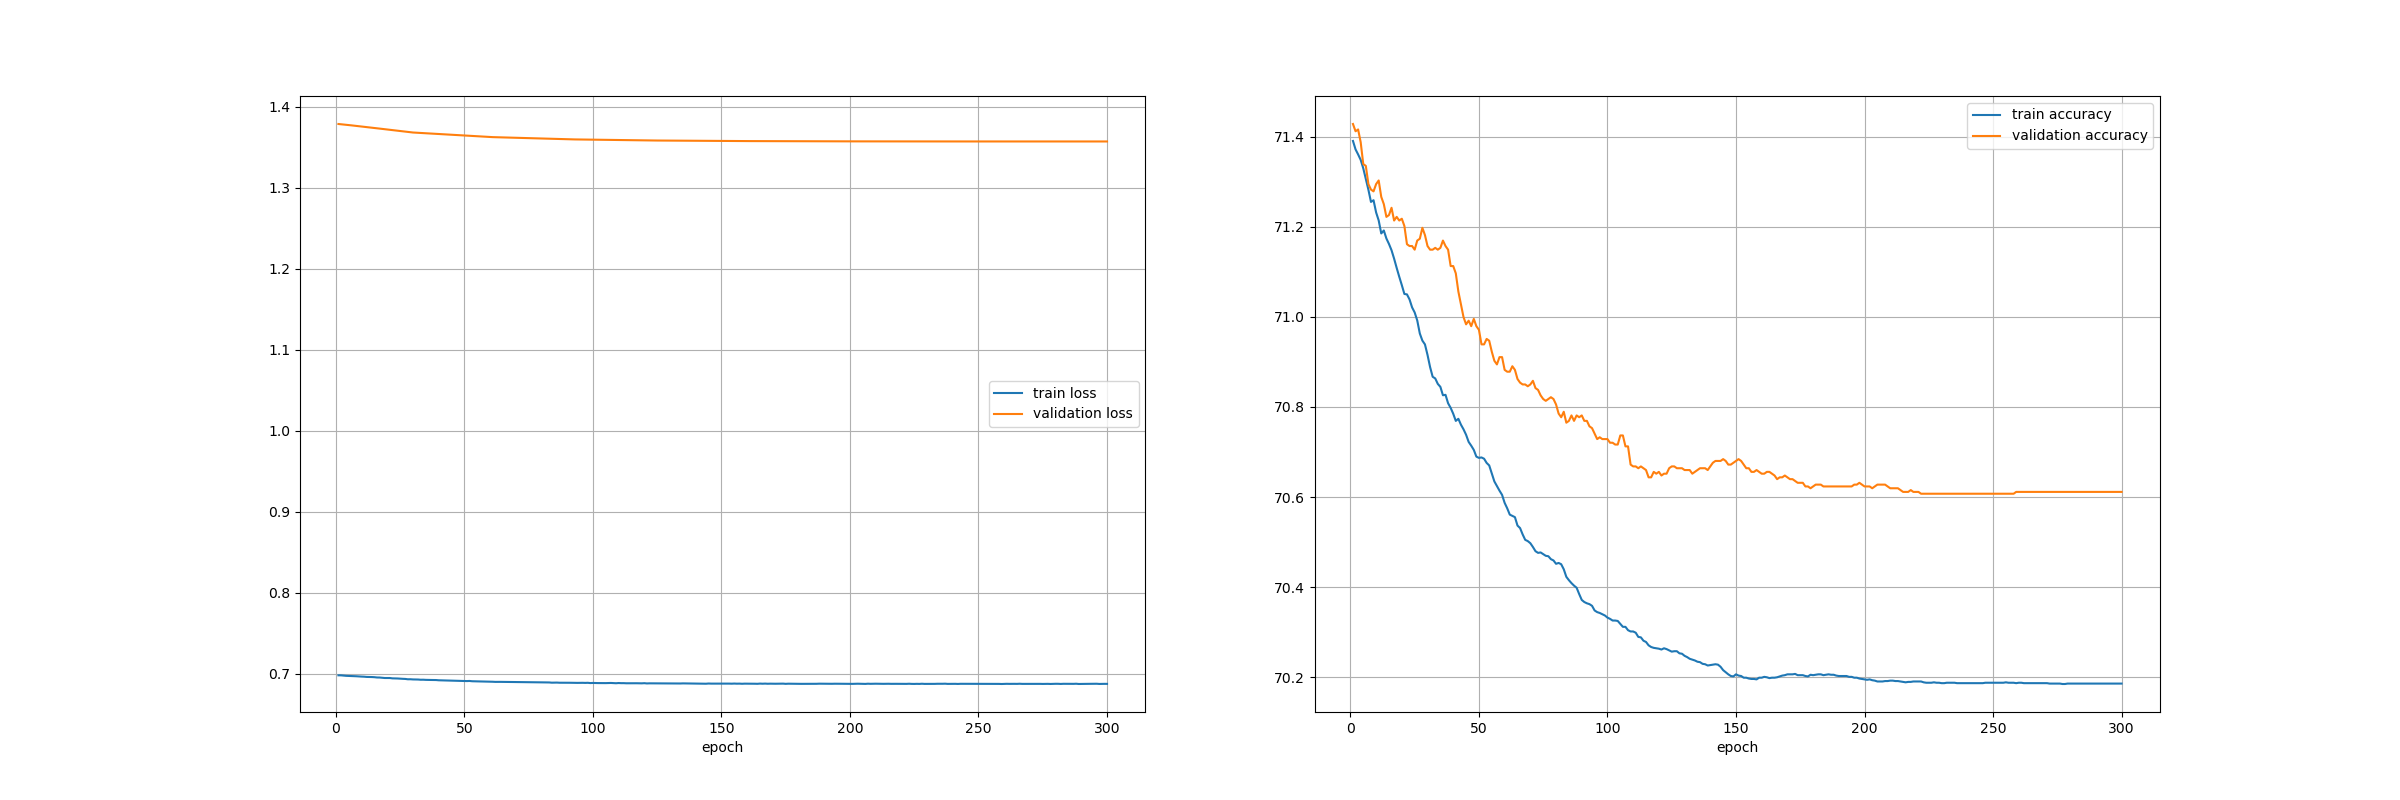 1.4
1.3
1.2
1.1
1.0
0.9
0.8
0.7
0 50 100 150 200 250 300
epoch
train loss
validation loss
71.4
71.2
71.0
70.8
70.6
70.4
70.2
0 50 100 150 200 250 300
epoch
train accuracy
validation accuracy